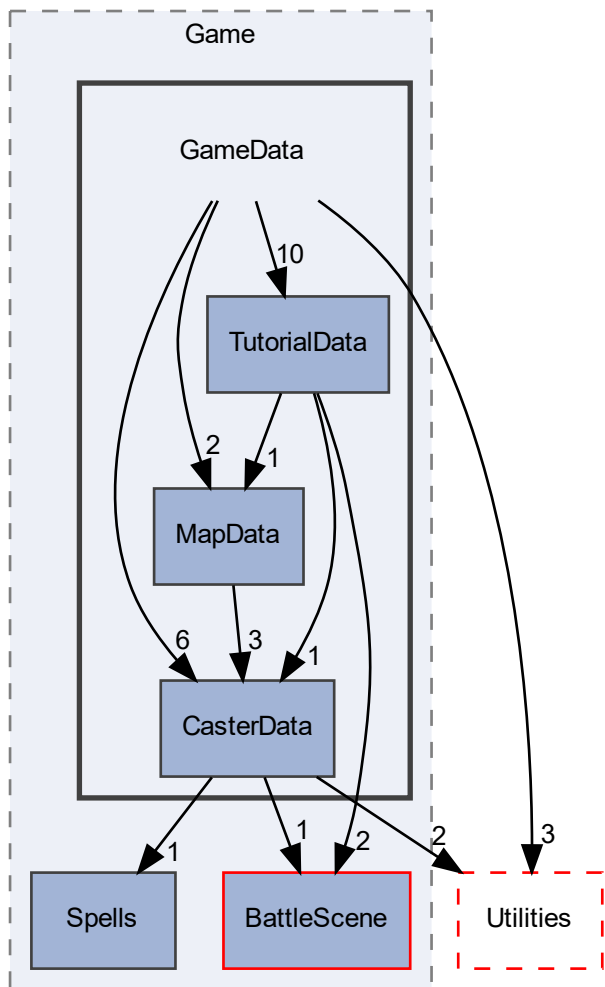 Game
GameData
10
TutorialData
2
1
MapData
6
3
1
CasterData
1
1
2
2
3
Spells
BattleScene
Utilities